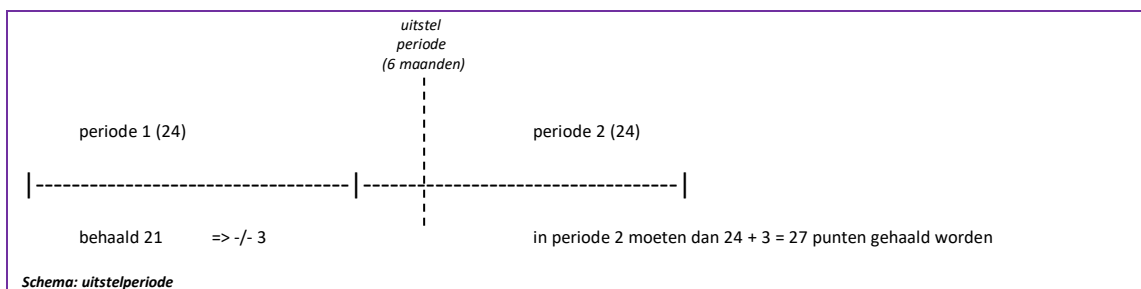 uitstel
periode
(6 maanden)
periode 1 (24)
periode 2 (24)
behaald 21 => -/- 3
in periode 2 moeten dan 24 + 3 = 27 punten gehaald worden
Schema: uitstelperiode